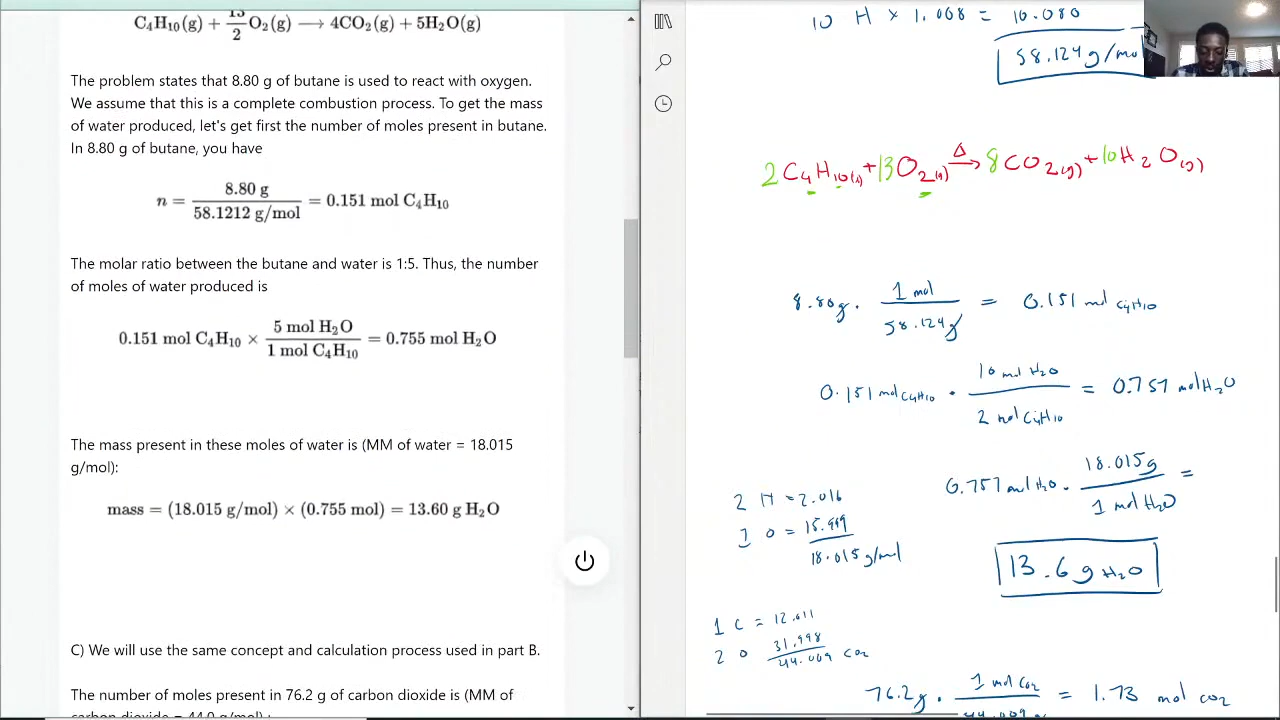 C₄H₁₀(g) + 13/2 O₂(g) ⟶ 4CO₂(g) + 5H₂O(g)
The problem states that 8.80 g of butane is used to react with oxygen.
We assume that this is a complete combustion process. To get the mass
of water produced, let's get first the number of moles present in butane.
In 8.80 g of butane, you have
n = 8.80 g / 58.1212 g/mol = 0.151 mol C₄H₁₀
The molar ratio between the butane and water is 1:5. Thus, the number
of moles of water produced is
0.151 mol C₄H₁₀ × 5 mol H₂O / 1 mol C₄H₁₀ = 0.755 mol H₂O
The mass present in these moles of water is (MM of water = 18.015
g/mol):
mass = (18.015 g/mol) × (0.755 mol) = 13.60 g H₂O
C) We will use the same concept and calculation process used in part B.
The number of moles present in 76.2 g of carbon dioxide is (MM of
carbon dioxide = 44.0 g/mol) :
10 H × 1.008 = 10.080
58.124 g/mo
2C₄H₁₀ + 13O₂ Δ→ 8CO₂(g) + 10H₂O(g)
8.80g · 1 mol / 58.124g = 0.151 mol C4H10
0.151 mol C4H10 · 10 mol H₂O / 2 mol C4H10 = 0.757 mol H₂O
0.757 mol H₂O · 18.015g / 1 mol H₂O =
2 H = 2.016
1 O = 15.999
18.015 g/mol
13.6 g H₂O
1 C = 12.011
2 O 31.998
44.009 CO2
76.2g · 1 mol CO2 / 44.009g = 1.73 mol CO2